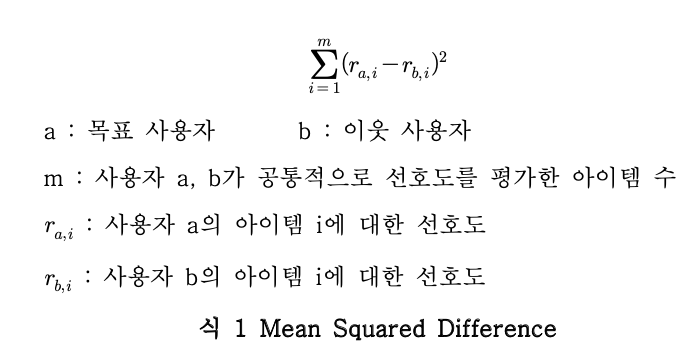 $\sum_{i=1}^{m}(r_{a,i}-r_{b,i})^2$
a : 목표 사용자 b : 이웃 사용자
m : 사용자 a, b가 공통적으로 선호도를 평가한 아이템 수
$r_{a,i}$ : 사용자 a의 아이템 i에 대한 선호도
$r_{b,i}$ : 사용자 b의 아이템 i에 대한 선호도
식 1 Mean Squared Difference